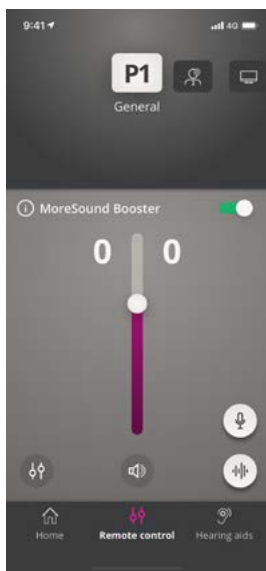 9:41 4G
P1
General
MoreSound Booster
0 0
Home Remote control Hearing aids